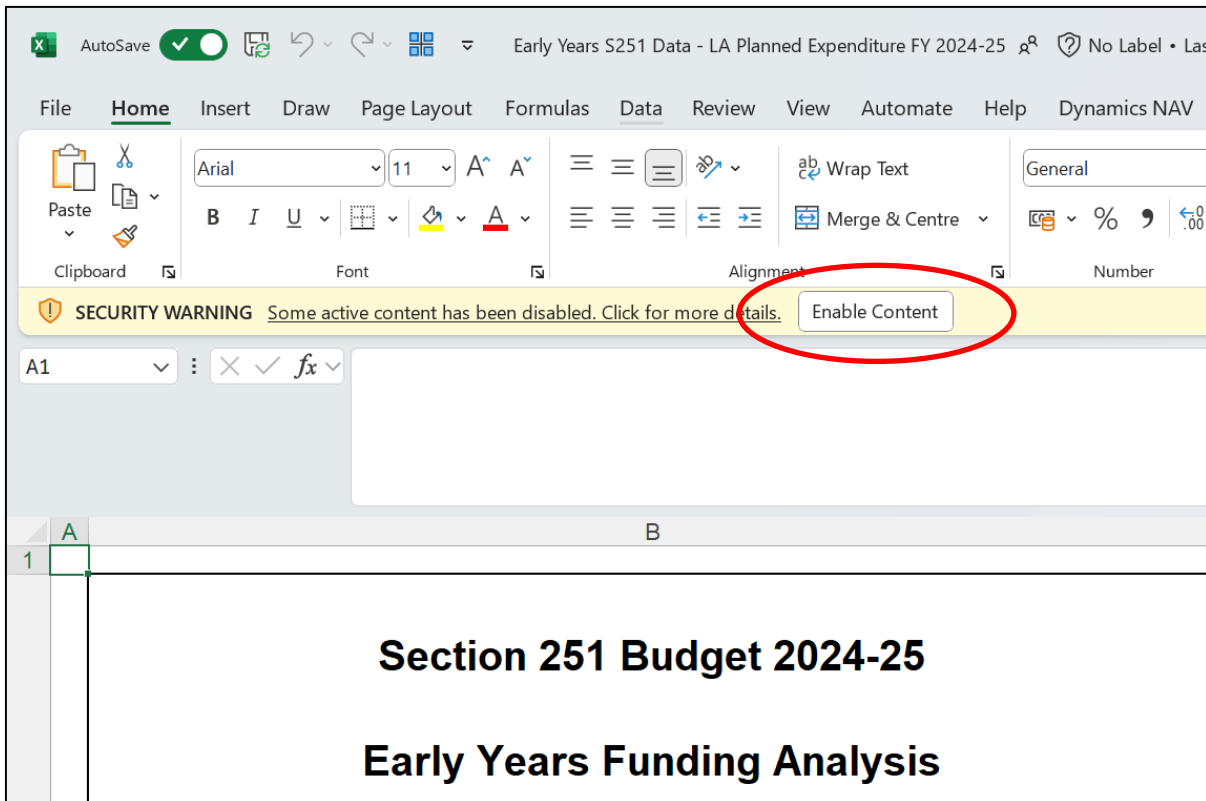 AutoSave Early Years S251 Data - LA Planned Expenditure FY 2024-25 No Label • Las
File Home Insert Draw Page Layout Formulas Data Review View Automate Help Dynamics NAV
Paste Arial 11 A A ab Wrap Text General
B I U A Merge & Centre % .00
Clipboard Font Alignment Number
SECURITY WARNING Some active content has been disabled. Click for more details. Enable Content
A1 fx
A B
1
Section 251 Budget 2024-25
Early Years Funding Analysis